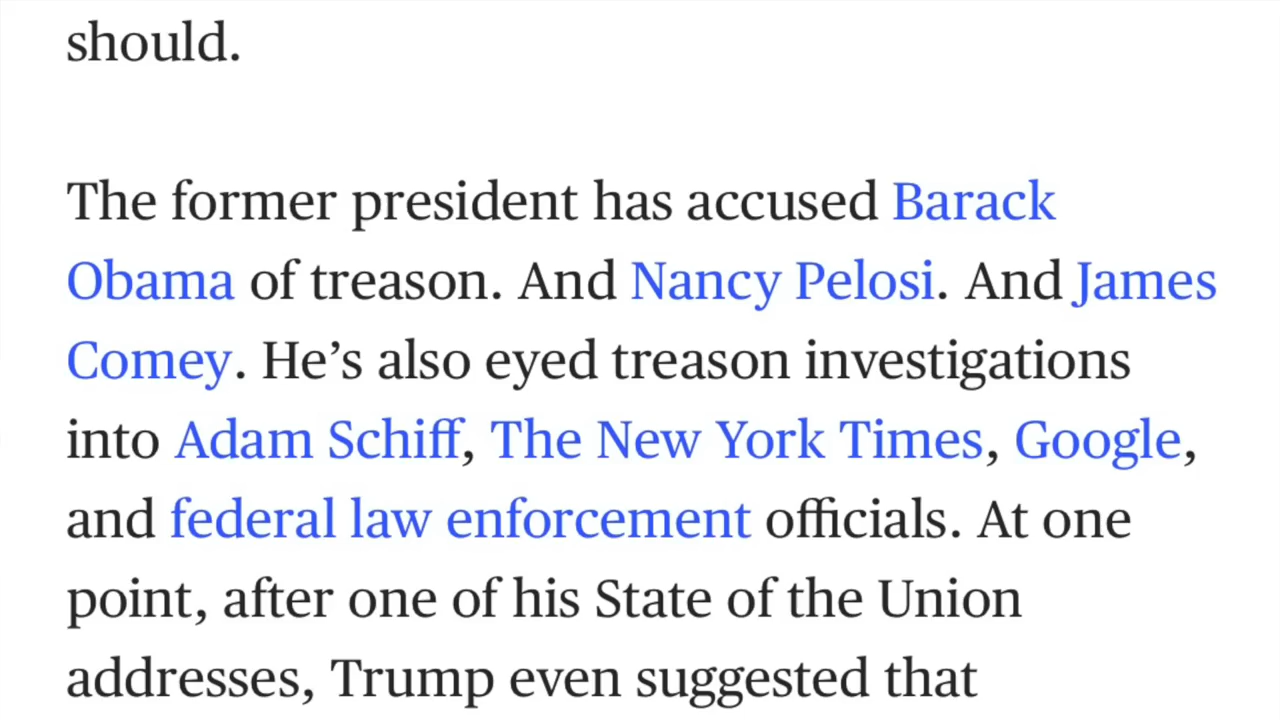 should.
The former president has accused Barack
Obama of treason. And Nancy Pelosi. And James
Comey. He’s also eyed treason investigations
into Adam Schiff, The New York Times, Google,
and federal law enforcement officials. At one
point, after one of his State of the Union
addresses, Trump even suggested that